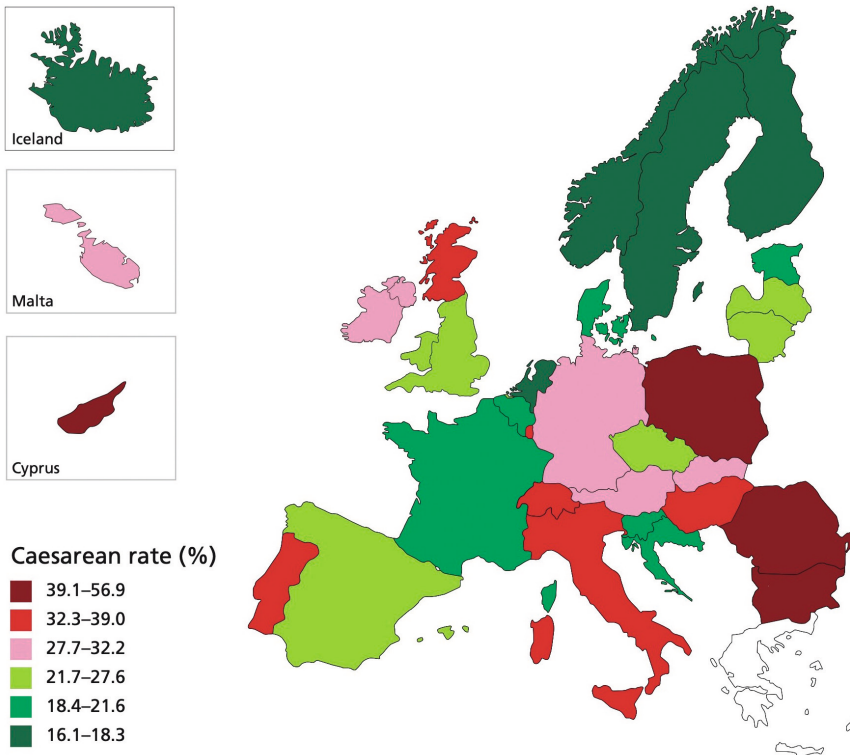 Iceland
Malta
Cyprus
Caesarean rate (%)
39.1–56.9
32.3–39.0
27.7–32.2
21.7–27.6
18.4–21.6
16.1–18.3